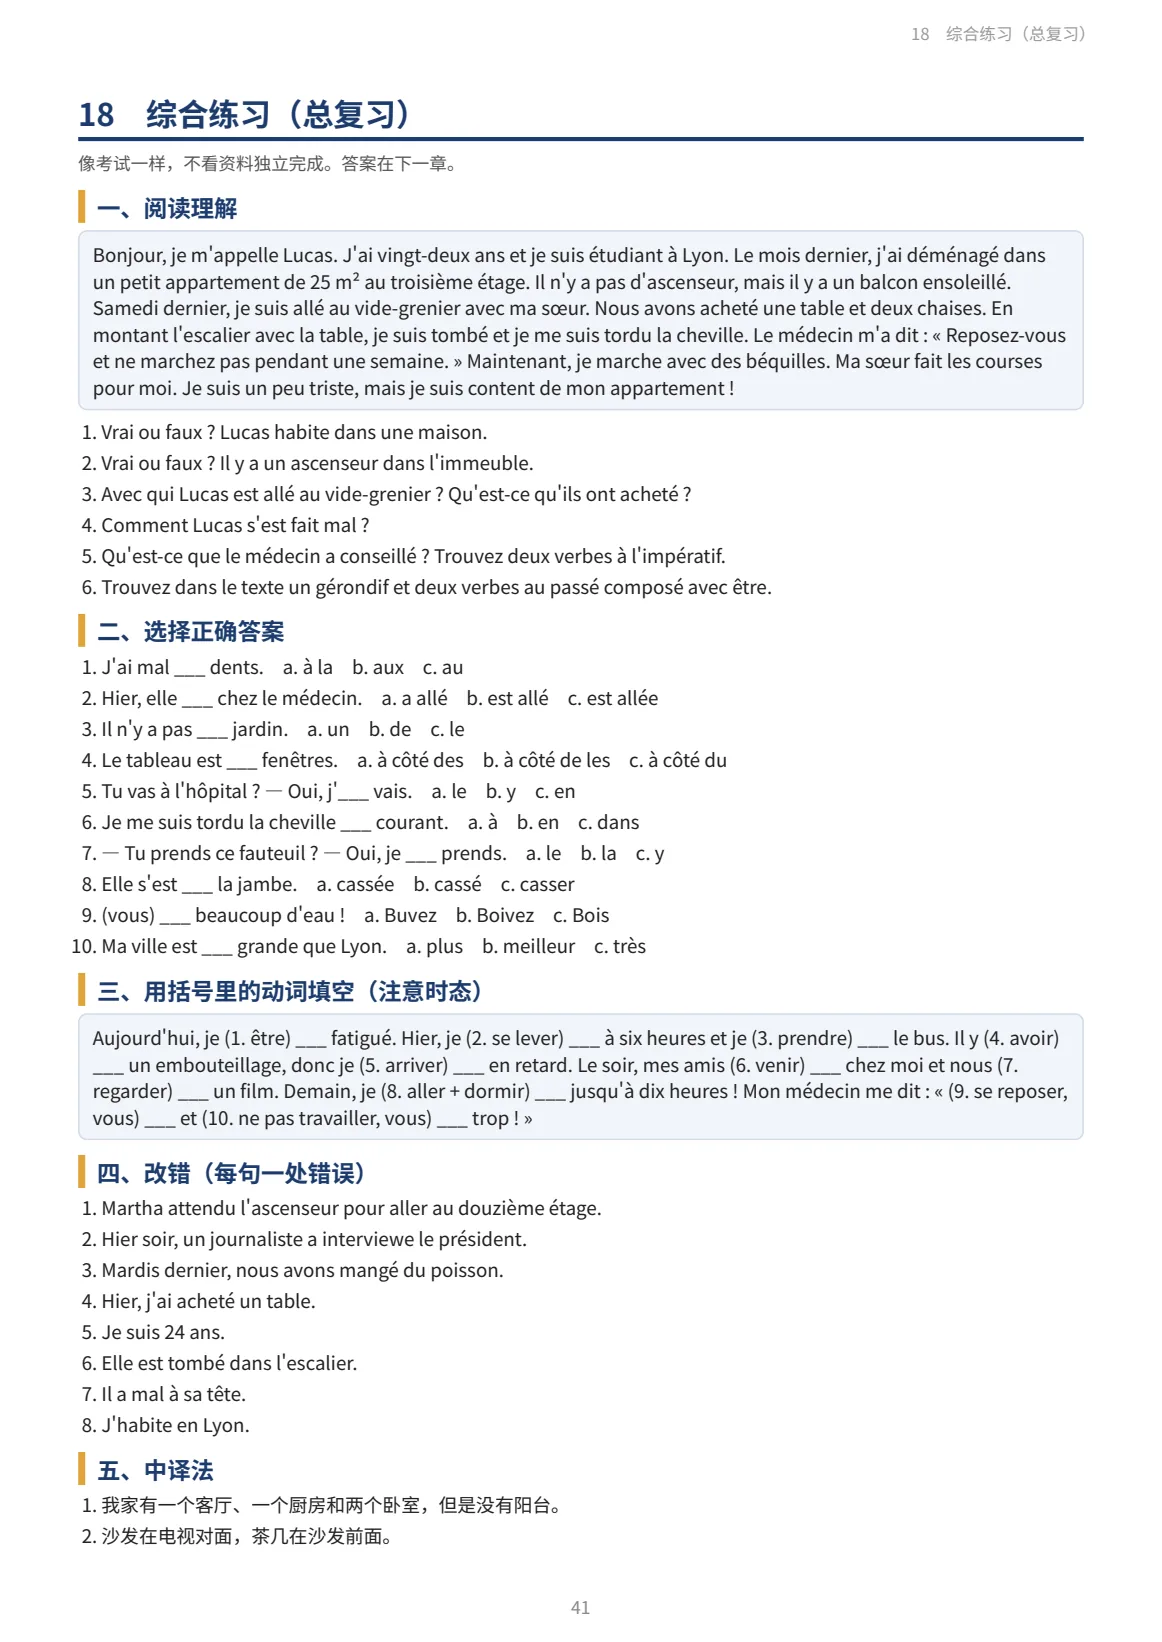 18 综合练习（总复习）
18 综合练习（总复习）
像考试一样，不看资料独立完成。答案在下一章。
一、阅读理解
Bonjour, je m'appelle Lucas. J'ai vingt-deux ans et je suis étudiant à Lyon. Le mois dernier, j'ai déménagé dans
un petit appartement de 25 m² au troisième étage. Il n'y a pas d'ascenseur, mais il y a un balcon ensoleillé.
Samedi dernier, je suis allé au vide-grenier avec ma sœur. Nous avons acheté une table et deux chaises. En
montant l'escalier avec la table, je suis tombé et je me suis tordu la cheville. Le médecin m'a dit : « Reposez-vous
et ne marchez pas pendant une semaine. » Maintenant, je marche avec des béquilles. Ma sœur fait les courses
pour moi. Je suis un peu triste, mais je suis content de mon appartement !
1. Vrai ou faux ? Lucas habite dans une maison.
2. Vrai ou faux ? Il y a un ascenseur dans l'immeuble.
3. Avec qui Lucas est allé au vide-grenier ? Qu'est-ce qu'ils ont acheté ?
4. Comment Lucas s'est fait mal ?
5. Qu'est-ce que le médecin a conseillé ? Trouvez deux verbes à l'impératif.
6. Trouvez dans le texte un gérondif et deux verbes au passé composé avec être.
二、选择正确答案
1. J'ai mal ___ dents. a. à la b. aux c. au
2. Hier, elle ___ chez le médecin. a. a allé b. est allé c. est allée
3. Il n'y a pas ___ jardin. a. un b. de c. le
4. Le tableau est ___ fenêtres. a. à côté des b. à côté de les c. à côté du
5. Tu vas à l'hôpital ? — Oui, j'___ vais. a. le b. y c. en
6. Je me suis tordu la cheville ___ courant. a. à b. en c. dans
7. — Tu prends ce fauteuil ? — Oui, je ___ prends. a. le b. la c. y
8. Elle s'est ___ la jambe. a. cassée b. cassé c. casser
9. (vous) ___ beaucoup d'eau ! a. Buvez b. Boivez c. Bois
10. Ma ville est ___ grande que Lyon. a. plus b. meilleur c. très
三、用括号里的动词填空（注意时态）
Aujourd'hui, je (1. être) ___ fatigué. Hier, je (2. se lever) ___ à six heures et je (3. prendre) ___ le bus. Il y (4. avoir)
___ un embouteillage, donc je (5. arriver) ___ en retard. Le soir, mes amis (6. venir) ___ chez moi et nous (7.
regarder) ___ un film. Demain, je (8. aller + dormir) ___ jusqu'à dix heures ! Mon médecin me dit : « (9. se reposer,
vous) ___ et (10. ne pas travailler, vous) ___ trop ! »
四、改错（每句一处错误）
1. Martha attendu l'ascenseur pour aller au douzième étage.
2. Hier soir, un journaliste a interviewe le président.
3. Mardis dernier, nous avons mangé du poisson.
4. Hier, j'ai acheté un table.
5. Je suis 24 ans.
6. Elle est tombé dans l'escalier.
7. Il a mal à sa tête.
8. J'habite en Lyon.
五、中译法
1. 我家有一个客厅、一个厨房和两个卧室，但是没有阳台。
2. 沙发在电视对面，茶几在沙发前面。
41